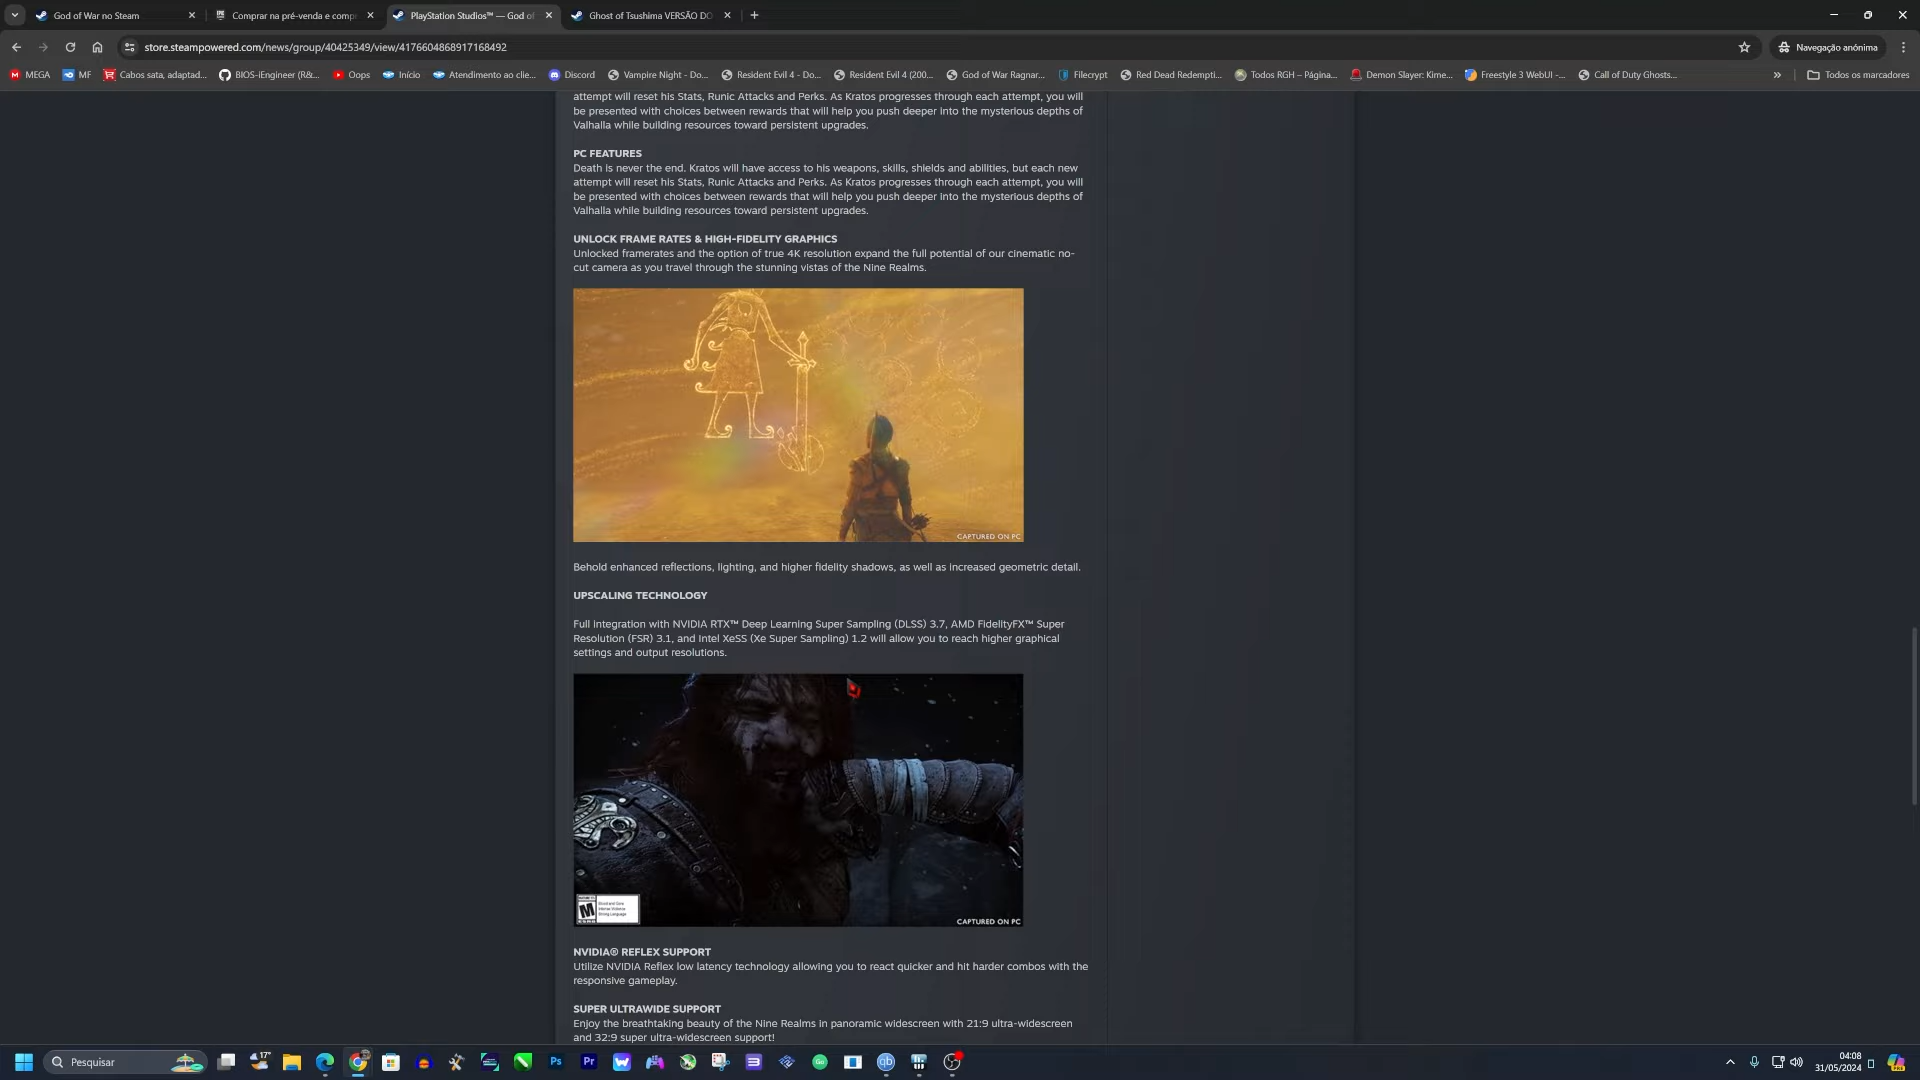 God of War no Steam
Comprar na pré-venda e compr
PlayStation Studios™ — God of
Ghost of Tsushima VERSÃO DO
store.steampowered.com/news/group/40425349/view/4176604868917168492
Navegação anónima
MEGA
MF
Cabos sata, adaptad...
BIOS-iEngineer (R&...
Oops
Início
Atendimento ao clie...
Discord
Vampire Night - Do...
Resident Evil 4 - Do...
Resident Evil 4 (200...
God of War Ragnar...
Filecrypt
Red Dead Redempti...
Todos RGH – Página...
Demon Slayer: Kime...
Freestyle 3 WebUI -...
Call of Duty Ghosts...
Todos os marcadores
attempt will reset his Stats, Runic Attacks and Perks. As Kratos progresses through each attempt, you will
be presented with choices between rewards that will help you push deeper into the mysterious depths of
Valhalla while building resources toward persistent upgrades.
PC FEATURES
Death is never the end. Kratos will have access to his weapons, skills, shields and abilities, but each new
attempt will reset his Stats, Runic Attacks and Perks. As Kratos progresses through each attempt, you will
be presented with choices between rewards that will help you push deeper into the mysterious depths of
Valhalla while building resources toward persistent upgrades.
UNLOCK FRAME RATES & HIGH-FIDELITY GRAPHICS
Unlocked framerates and the option of true 4K resolution expand the full potential of our cinematic no-
cut camera as you travel through the stunning vistas of the Nine Realms.
CAPTURED ON PC
Behold enhanced reflections, lighting, and higher fidelity shadows, as well as increased geometric detail.
UPSCALING TECHNOLOGY
Full integration with NVIDIA RTX™ Deep Learning Super Sampling (DLSS) 3.7, AMD FidelityFX™ Super
Resolution (FSR) 3.1, and Intel XeSS (Xe Super Sampling) 1.2 will allow you to reach higher graphical
settings and output resolutions.
M
Blood and Gore
Intense Violence
Strong Language
CAPTURED ON PC
NVIDIA® REFLEX SUPPORT
Utilize NVIDIA Reflex low latency technology allowing you to react quicker and hit harder combos with the
responsive gameplay.
SUPER ULTRAWIDE SUPPORT
Enjoy the breathtaking beauty of the Nine Realms in panoramic widescreen with 21:9 ultra-widescreen
and 32:9 super ultra-widescreen support!
Pesquisar
17°
Ps
Pr
qb
04:08
31/05/2024